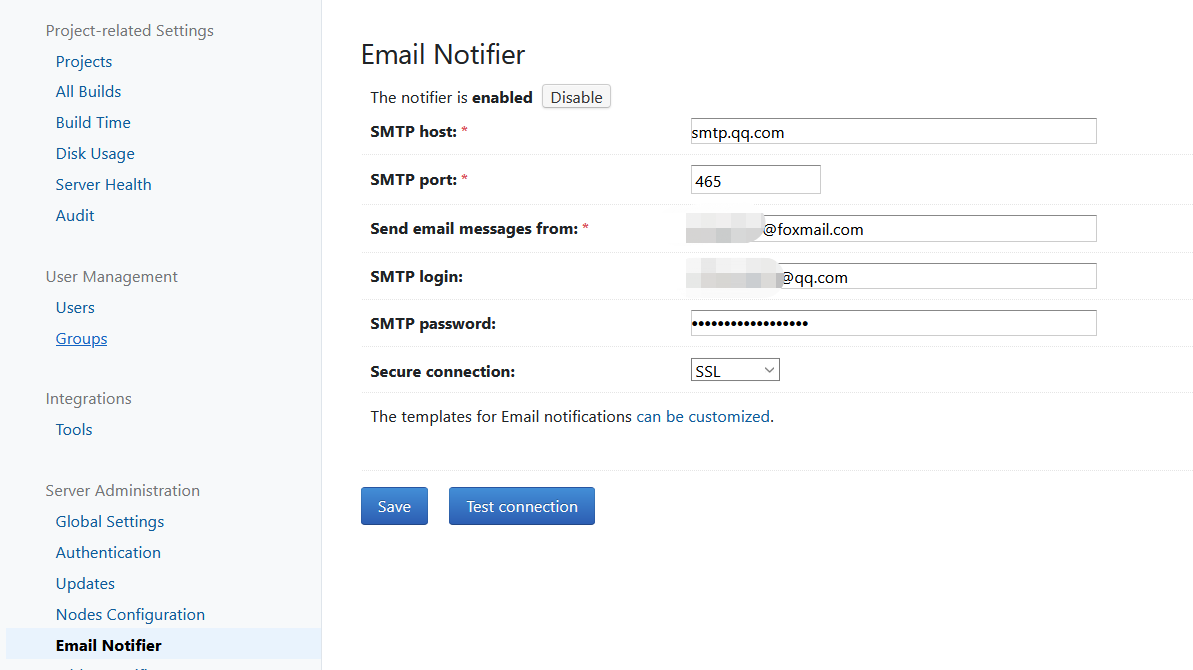 Project-related Settings
Projects
All Builds
Build Time
Disk Usage
Server Health
Audit
User Management
Users
Groups
Integrations
Tools
Server Administration
Global Settings
Authentication
Updates
Nodes Configuration
Email Notifier
Email Notifier
The notifier is enabled Disable
SMTP host: * smtp.qq.com
SMTP port: * 465
Send email messages from: * @foxmail.com
SMTP login: @qq.com
SMTP password: ••••••••••••••••••
Secure connection: SSL
The templates for Email notifications can be customized.
Save Test connection